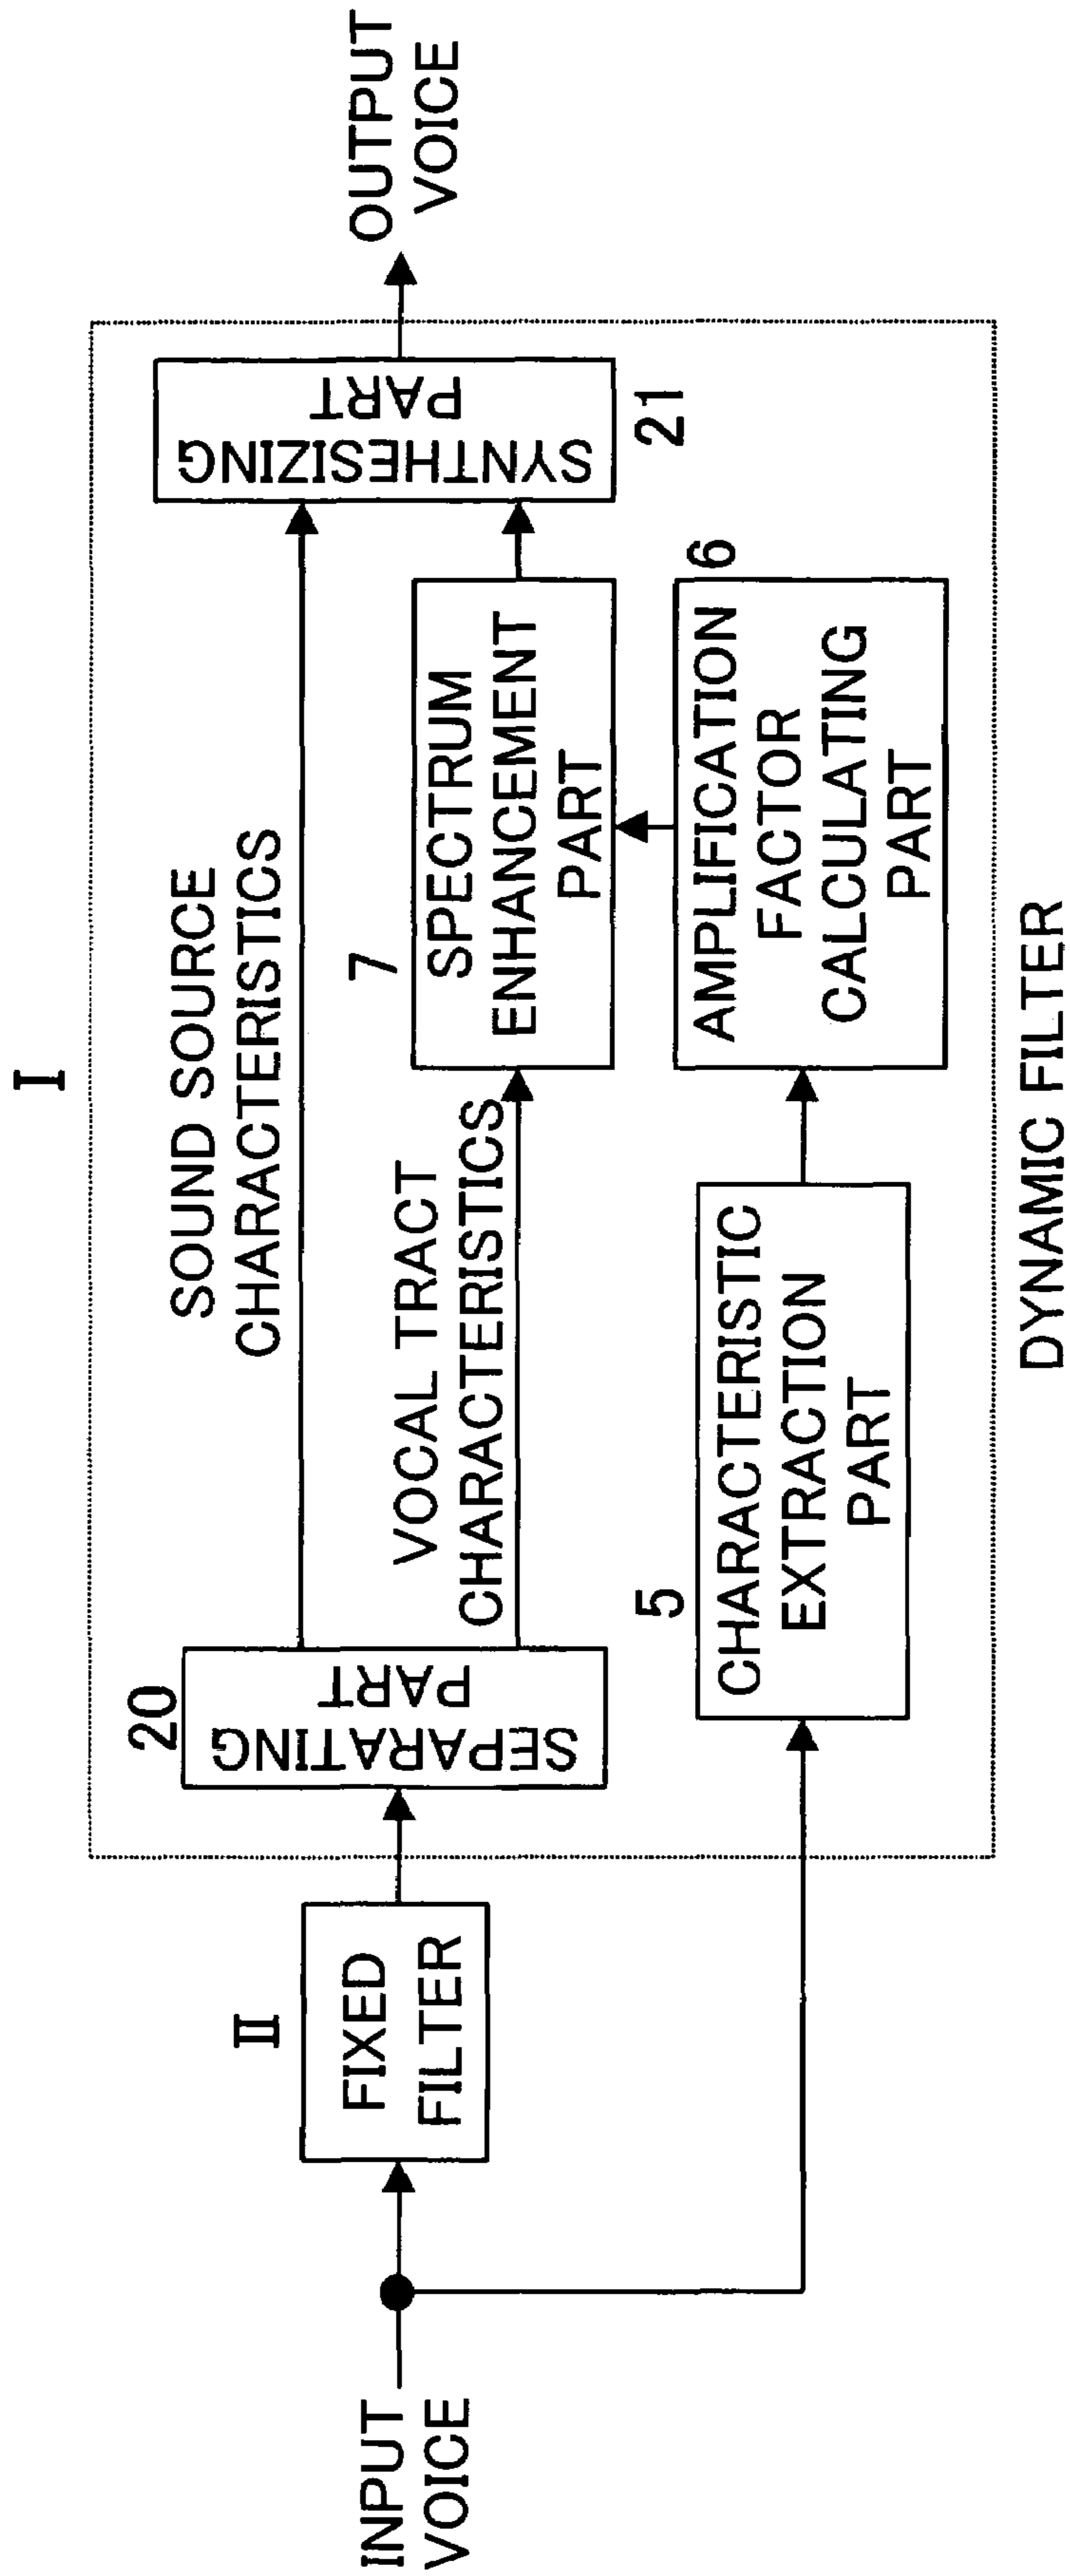 I
INPUT
VOICE
II
FIXED
FILTER
20
SEPARATING
PART
SOUND SOURCE
CHARACTERISTICS
VOCAL TRACT
CHARACTERISTICS
7
SPECTRUM
ENHANCEMENT
PART
SYNTHESIZING
PART
21
OUTPUT
VOICE
5
CHARACTERISTIC
EXTRACTION
PART
6
AMPLIFICATION
FACTOR
CALCULATING
PART
DYNAMIC FILTER